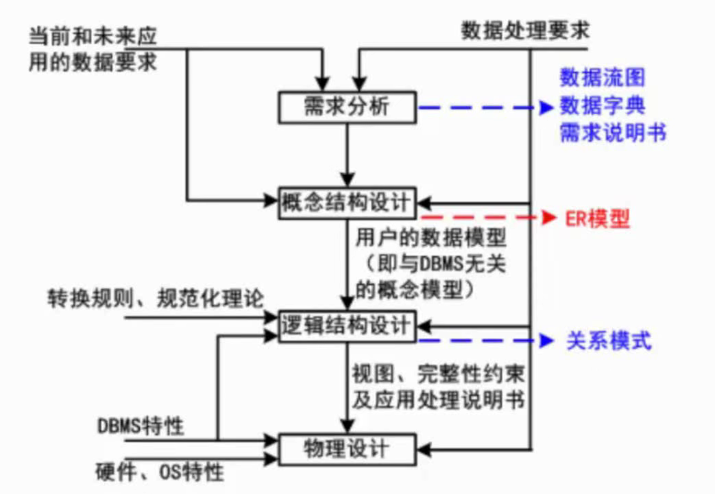 当前和未来应
用的数据要求
数据处理要求
数据流图
数据字典
需求说明书
需求分析
概念结构设计
ER模型
用户的数据模型
（即与DBMS无关
的概念模型）
转换规则、规范化理论
逻辑结构设计
关系模式
视图、完整性约束
及应用处理说明书
DBMS特性
物理设计
硬件、OS特性